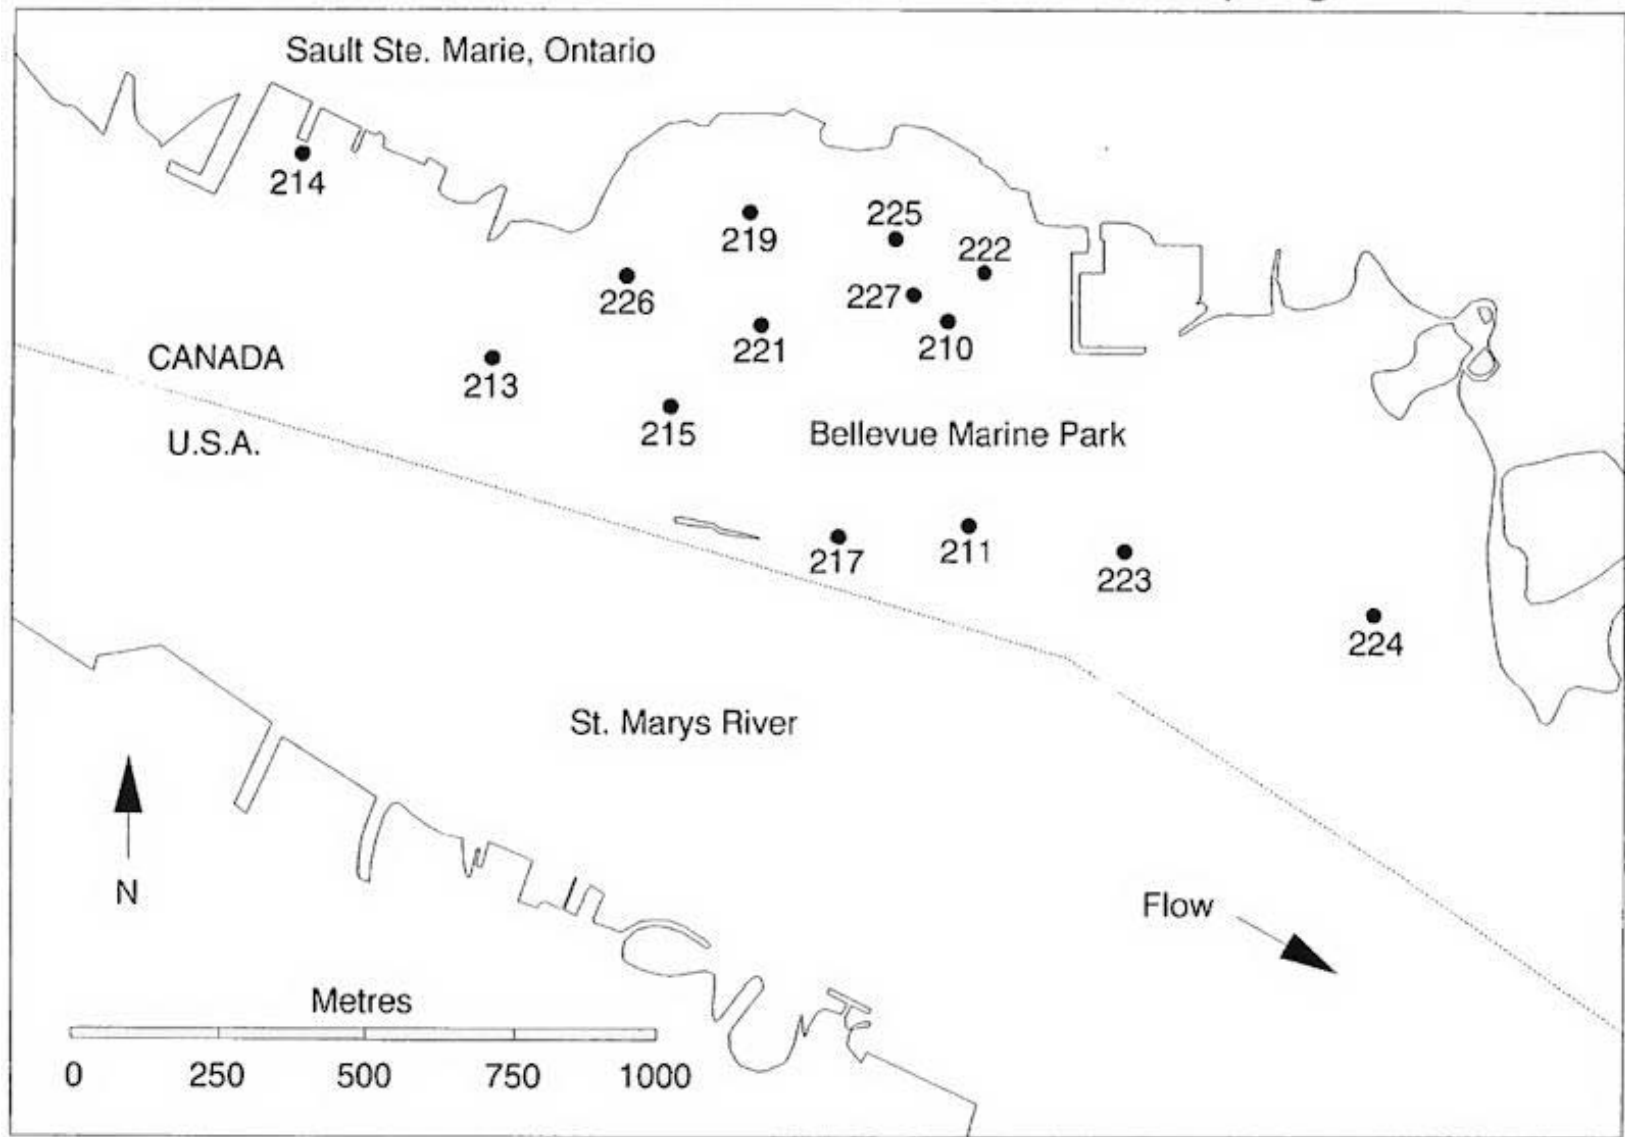 Sault Ste. Marie, Ontario
214
219
225
222
226
227
221
210
CANADA
213
215
Bellevue Marine Park
U.S.A.
217
211
223
224
St. Marys River
N
Flow
Metres
0 250 500 750 1000